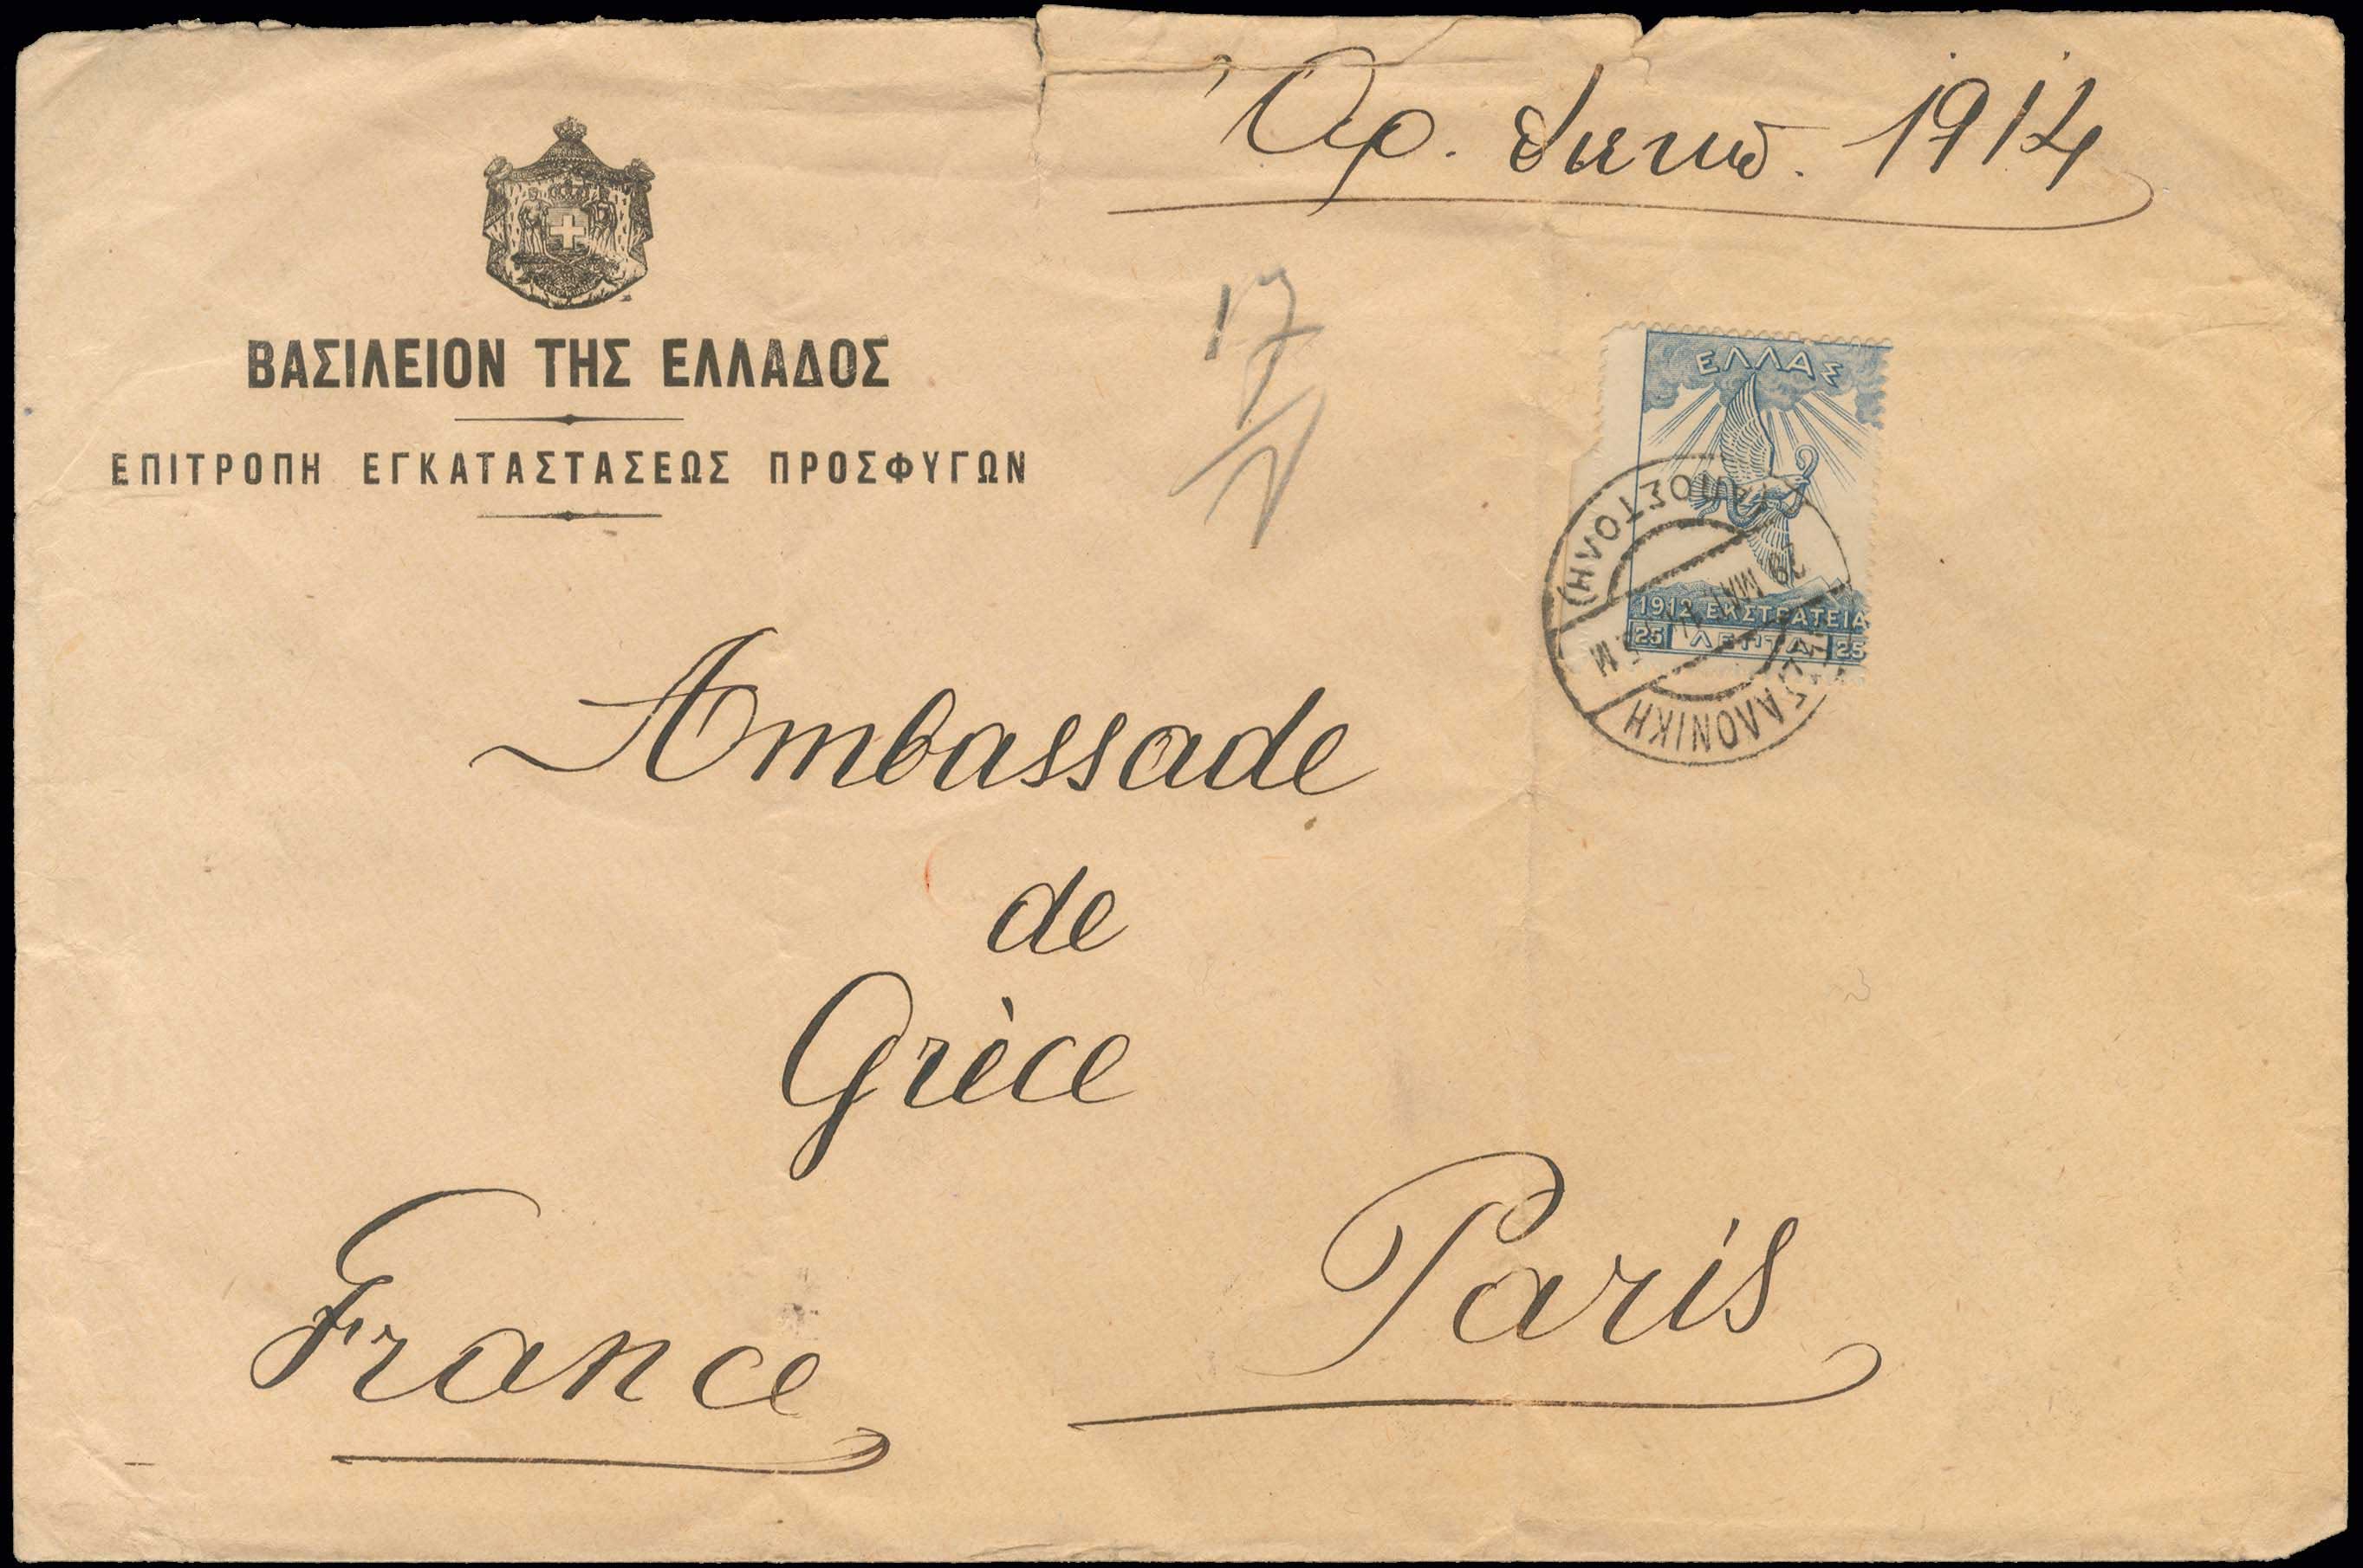 Ἀρ. διεκπ. 1914
ΒΑΣΙΛΕΙΟΝ ΤΗΣ ΕΛΛΑΔΟΣ
ΕΠΙΤΡΟΠΗ ΕΓΚΑΤΑΣΤΑΣΕΩΣ ΠΡΟΣΦΥΓΩΝ
17
ΕΛΛΑΣ
1912 ΕΚΣΤΡΑΤΕΙΑ
25 ΛΕΠΤΑ 25
ΘΕΣΣΑΛΟΝΙΚΗ
Ambassade
de
Grèce
Paris
France